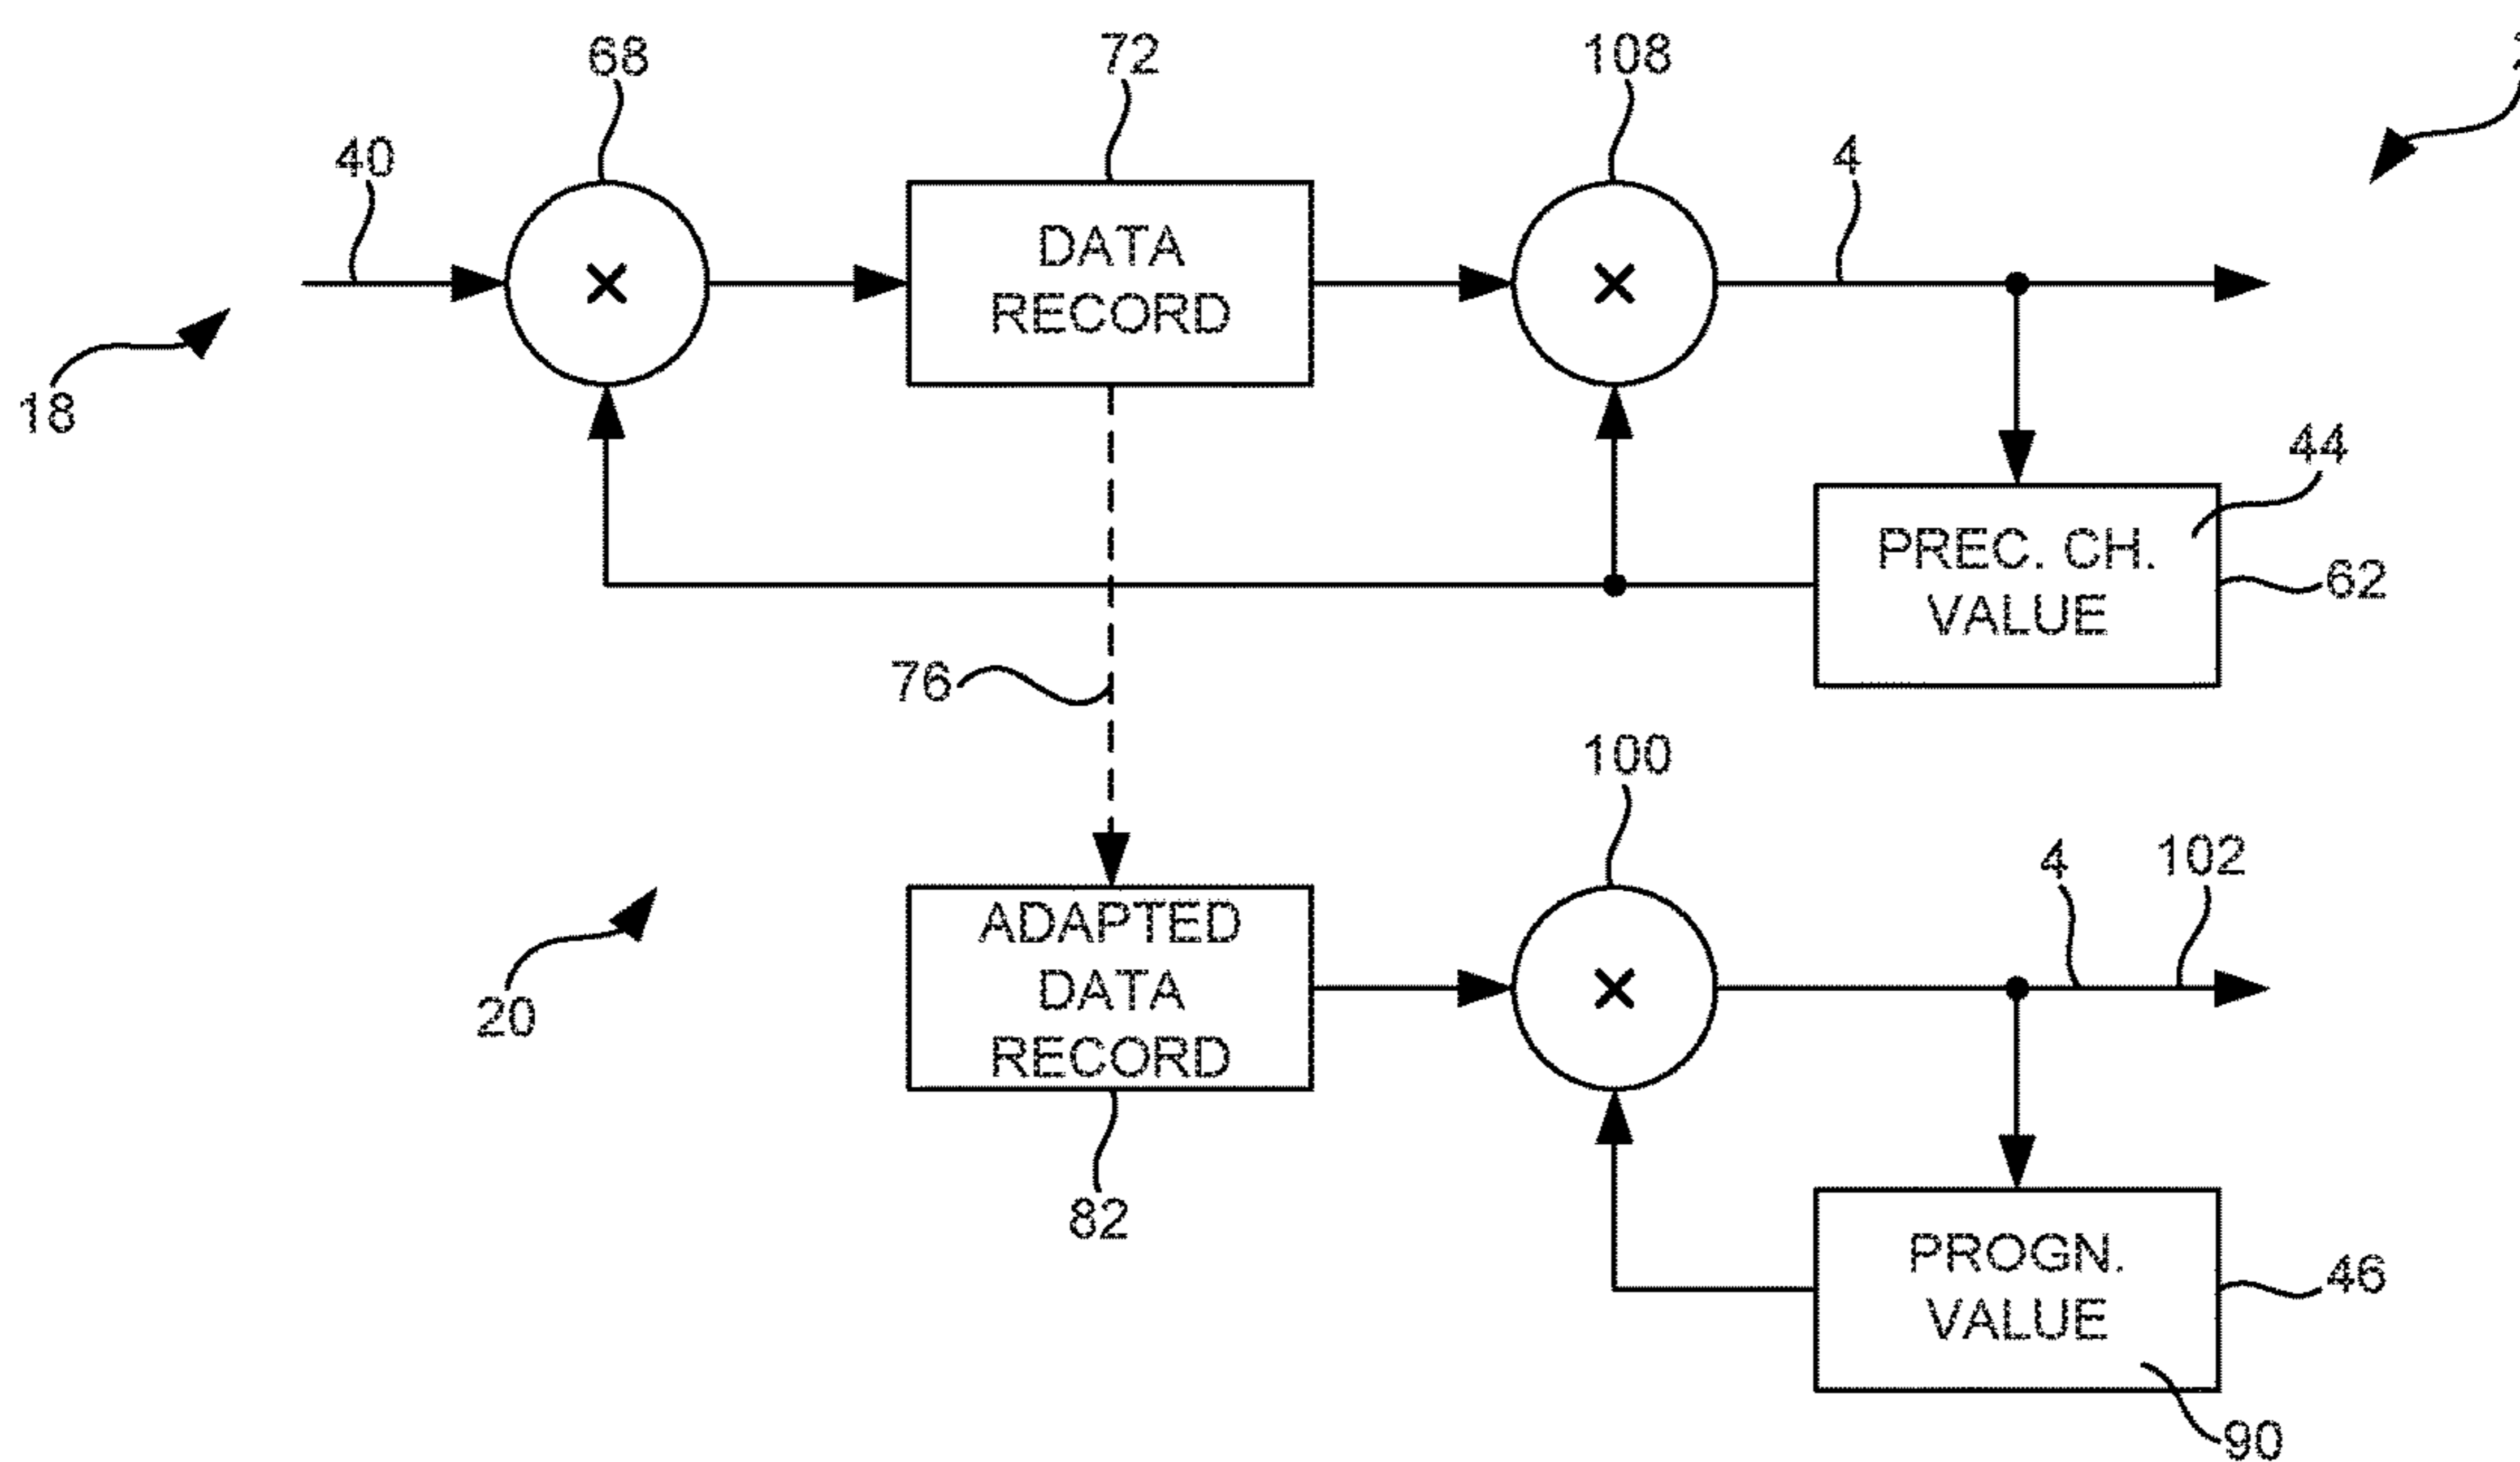 68
72
108
40
4
DATA
RECORD
18
44
PREC. CH.
VALUE
62
76
100
4
102
ADAPTED
DATA
RECORD
20
82
PROGN.
VALUE
46
90